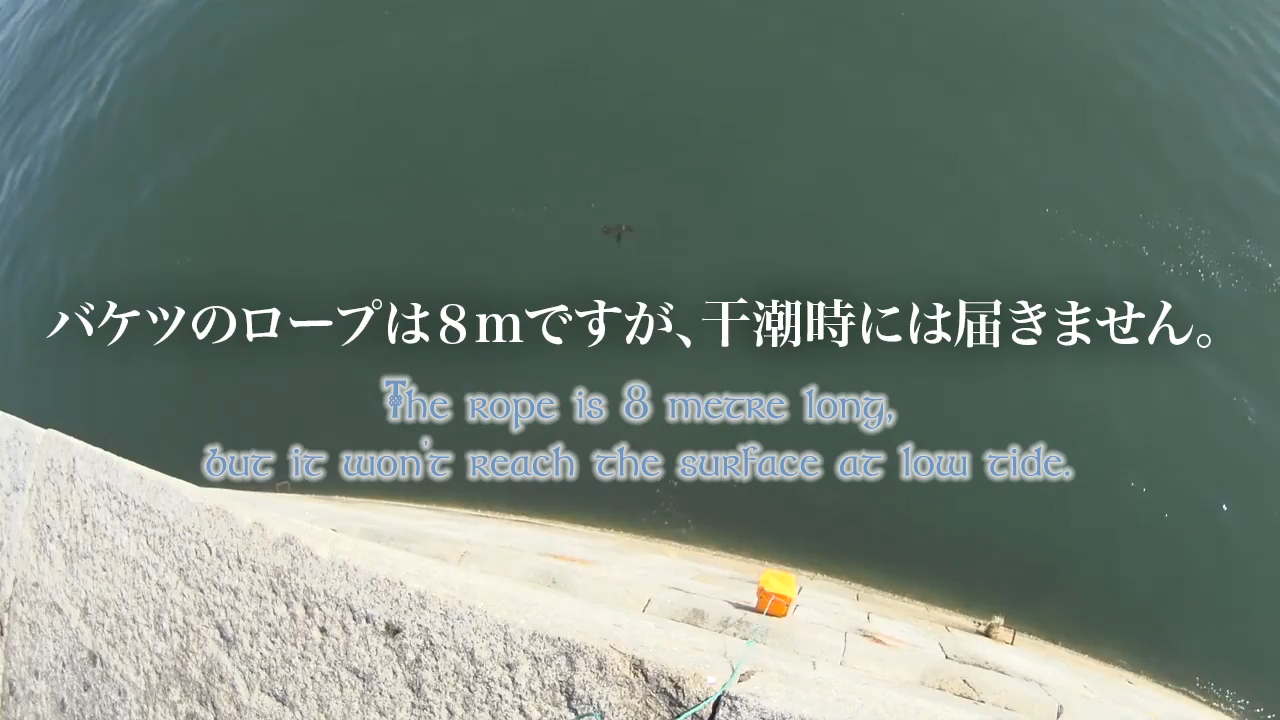 バケツのロープは８ｍですが、干潮時には届きません。
The rope is 8 metre long,
but it won't reach the surface at low tide.